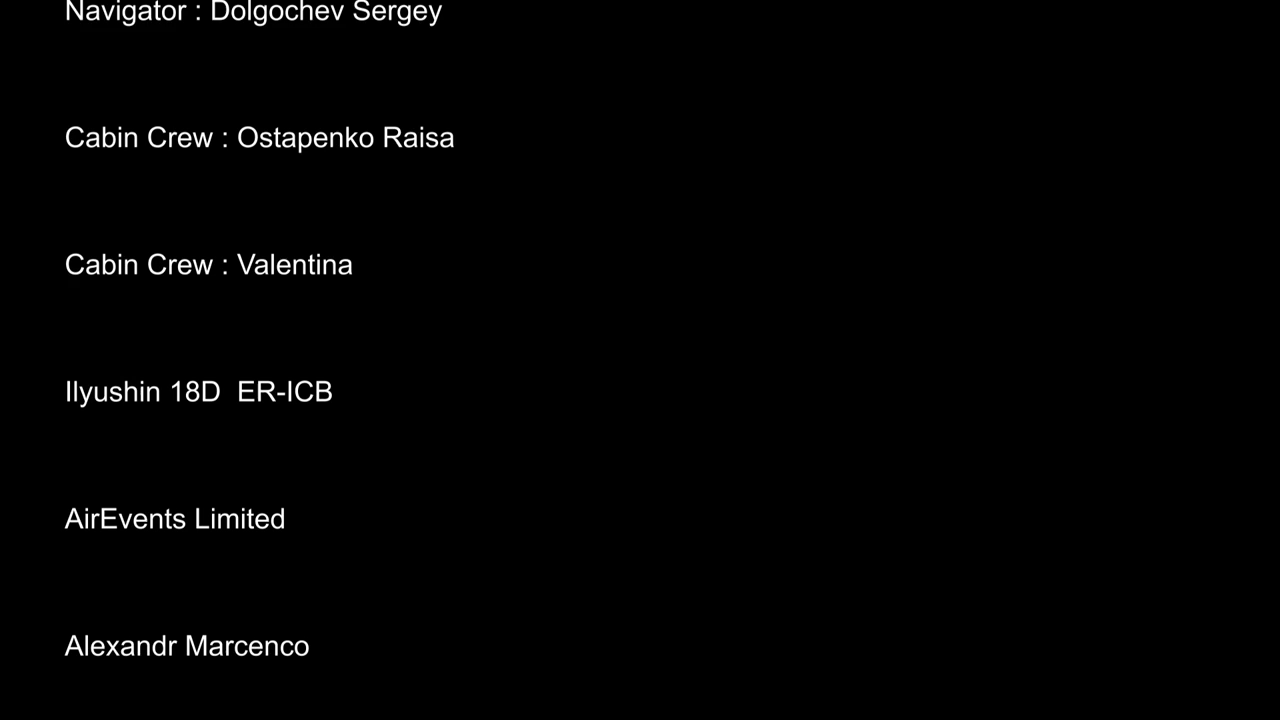 Navigator : Dolgochev Sergey
Cabin Crew : Ostapenko Raisa
Cabin Crew : Valentina
Ilyushin 18D  ER-ICB
AirEvents Limited
Alexandr Marcenco